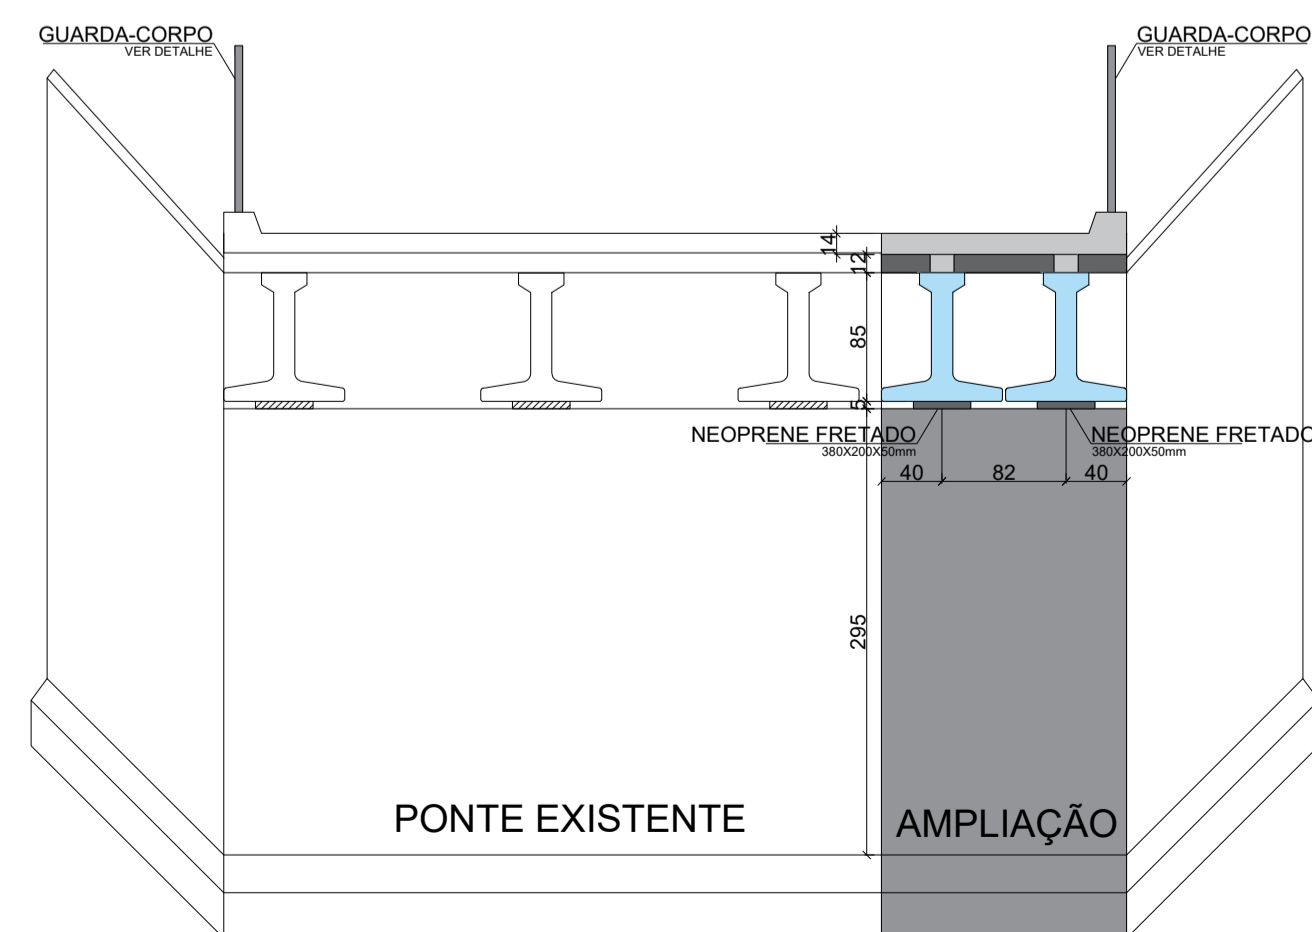 GUARDA-CORPO
VER DETALHE
GUARDA-CORPO
VER DETALHE
14
12
85
5
NEOPRENE FRETADO
380X200X50mm
NEOPRENE FRETADO
380X200X50mm
40
82
40
295
PONTE EXISTENTE
AMPLIAÇÃO